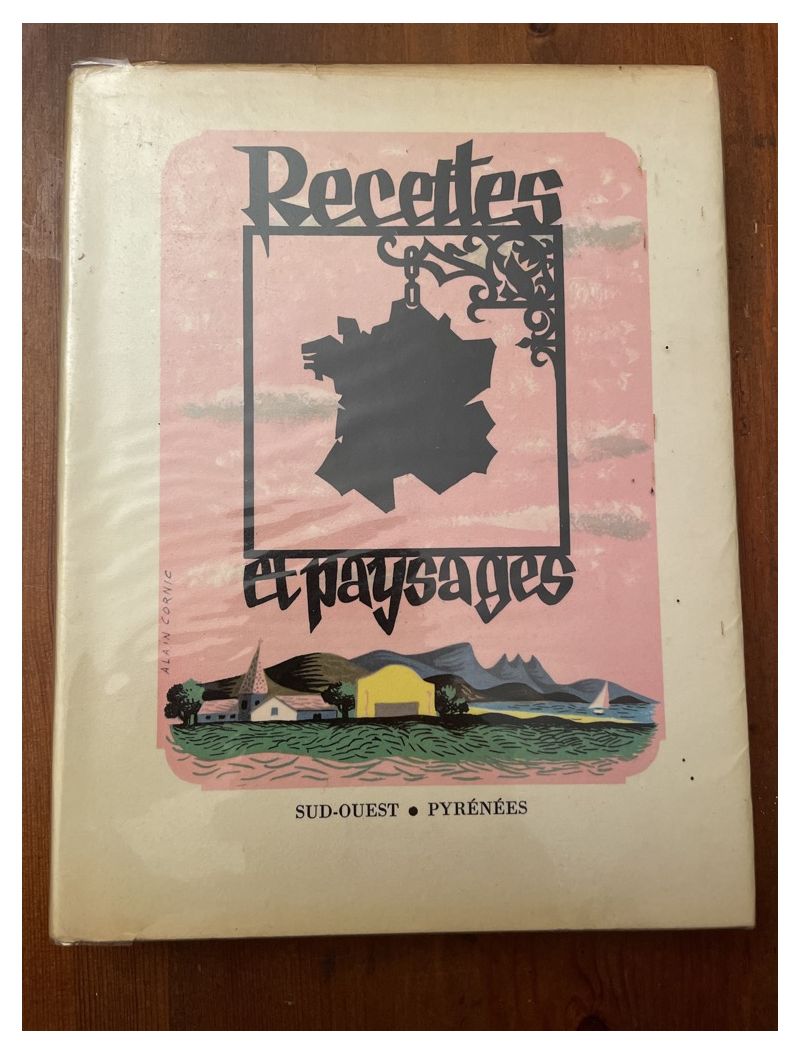 Recettes
et paysages
ALAIN CORNIC
SUD-OUEST ● PYRÉNÉES